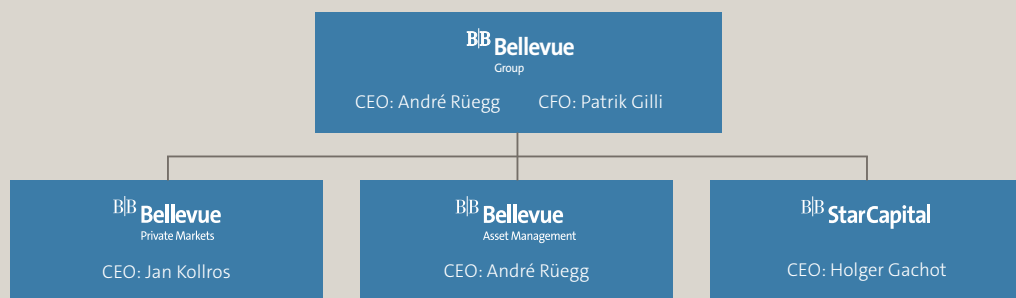 B|B Bellevue
Group
CEO: André Rüegg CFO: Patrik Gilli
B|B Bellevue
Private Markets
CEO: Jan Kollros
B|B Bellevue
Asset Management
CEO: André Rüegg
B|B StarCapital
CEO: Holger Gachot